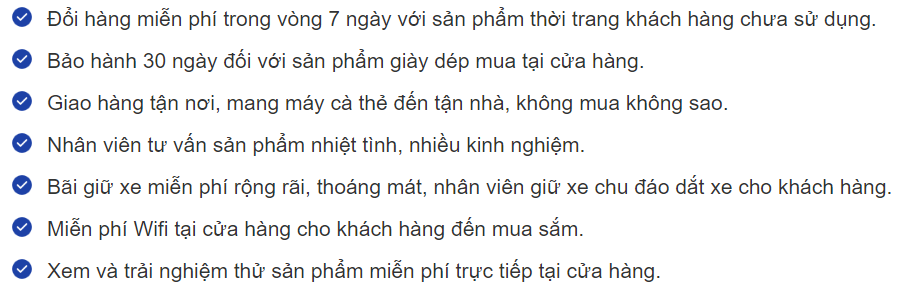 Đổi hàng miễn phí trong vòng 7 ngày với sản phẩm thời trang khách hàng chưa sử dụng.
Bảo hành 30 ngày đối với sản phẩm giày dép mua tại cửa hàng.
Giao hàng tận nơi, mang máy cà thẻ đến tận nhà, không mua không sao.
Nhân viên tư vấn sản phẩm nhiệt tình, nhiều kinh nghiệm.
Bãi giữ xe miễn phí rộng rãi, thoáng mát, nhân viên giữ xe chu đáo dắt xe cho khách hàng.
Miễn phí Wifi tại cửa hàng cho khách hàng đến mua sắm.
Xem và trải nghiệm thử sản phẩm miễn phí trực tiếp tại cửa hàng.